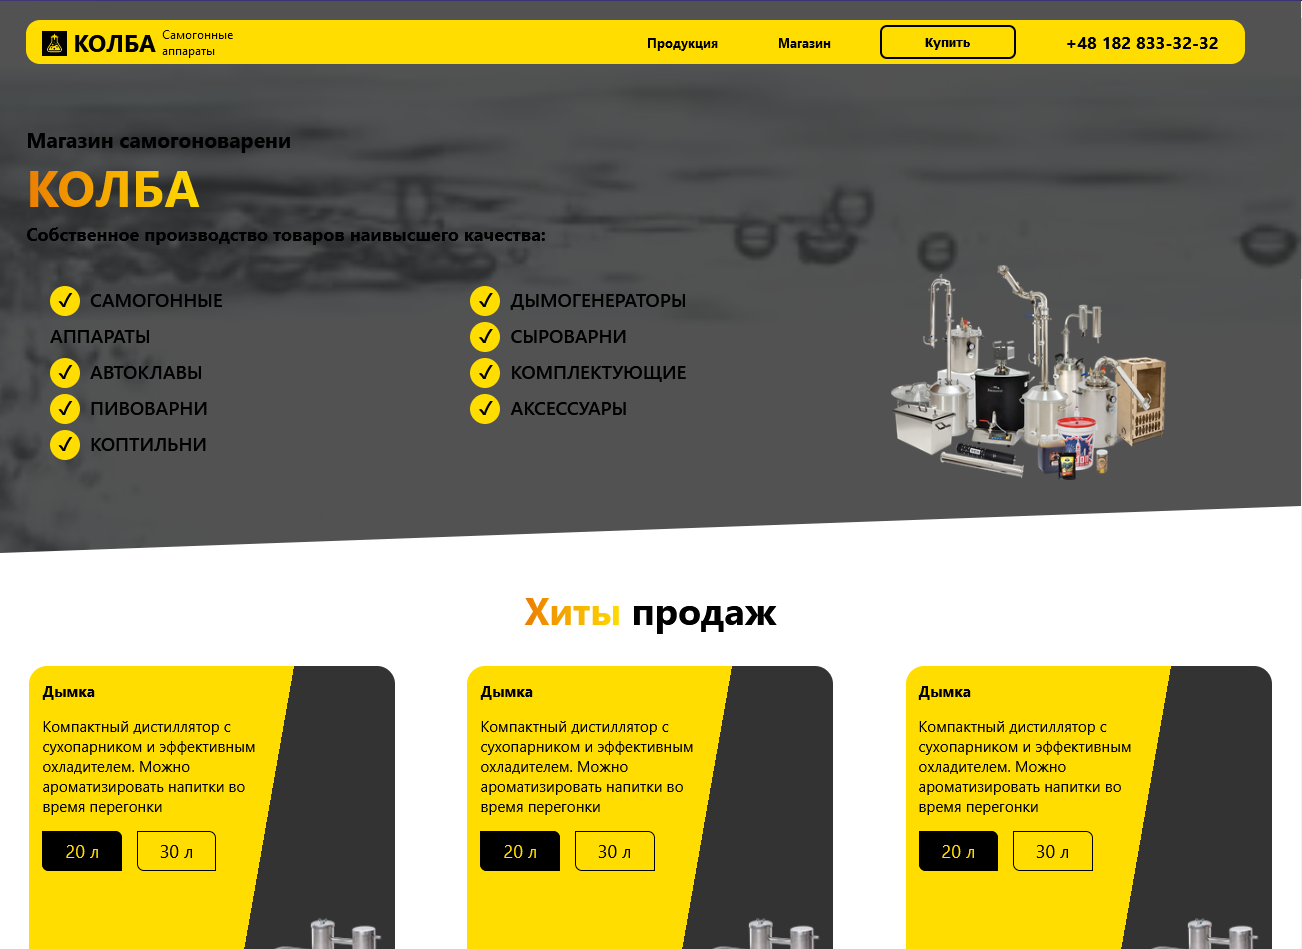 КОЛБА
Самогонные
аппараты
Продукция
Магазин
Купить
+48 182 833-32-32
Магазин самогоноварени
КОЛБА
Собственное производство товаров наивысшего качества:
САМОГОННЫЕ
АППАРАТЫ
АВТОКЛАВЫ
ПИВОВАРНИ
КОПТИЛЬНИ
ДЫМОГЕНЕРАТОРЫ
СЫРОВАРНИ
КОМПЛЕКТУЮЩИЕ
АКСЕССУАРЫ
Хиты продаж
Дымка
Компактный дистиллятор с
сухопарником и эффективным
охладителем. Можно
ароматизировать напитки во
время перегонки
20 л
30 л
Дымка
Компактный дистиллятор с
сухопарником и эффективным
охладителем. Можно
ароматизировать напитки во
время перегонки
20 л
30 л
Дымка
Компактный дистиллятор с
сухопарником и эффективным
охладителем. Можно
ароматизировать напитки во
время перегонки
20 л
30 л